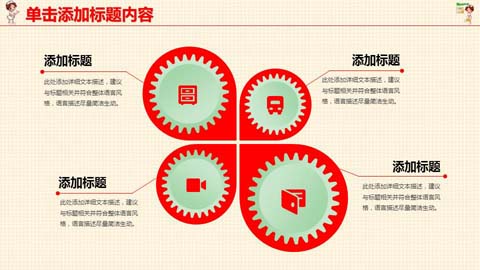 单击添加标题内容
添加标题
此处添加详细文本描述，建议
与标题相关并符合整体语言风
格，语言描述尽量简洁生动。
添加标题
此处添加详细文本描述，建议
与标题相关并符合整体语言风
格，语言描述尽量简洁生动。
添加标题
此处添加详细文本描述，建议
与标题相关并符合整体语言风
格，语言描述尽量简洁生动。
添加标题
此处添加详细文本描述，建议
与标题相关并符合整体语言风
格，语言描述尽量简洁生动。